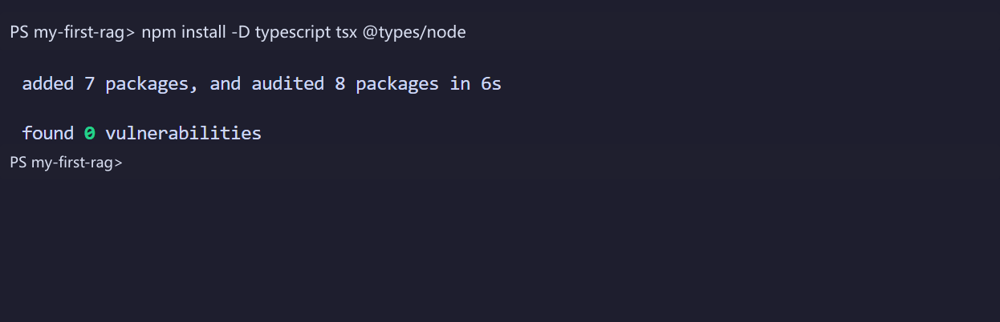 PS my-first-rag> npm install -D typescript tsx @types/node
added 7 packages, and audited 8 packages in 6s
found 0 vulnerabilities
PS my-first-rag>